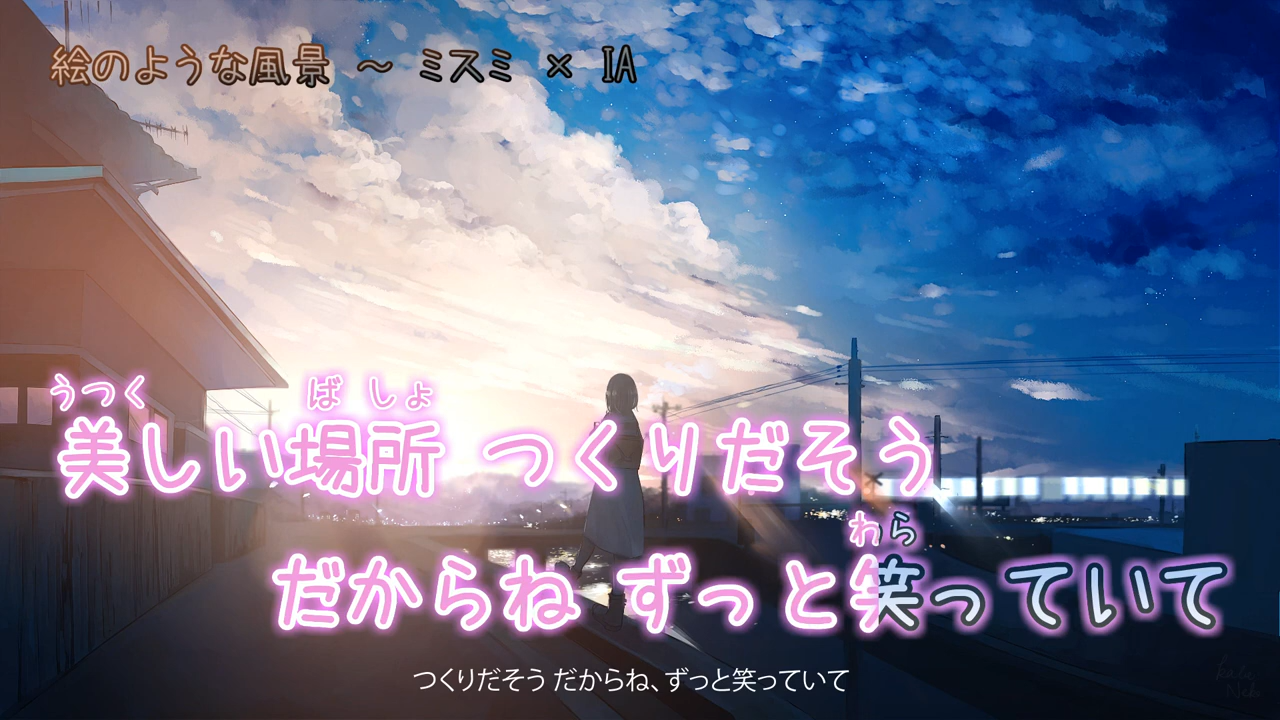 絵のような風景 ～ ミスミ × IA
うつく ば しょ
美しい場所 つくりだそう
わら
だからね ずっと笑っていて
つくりだそう だからね、ずっと笑っていて